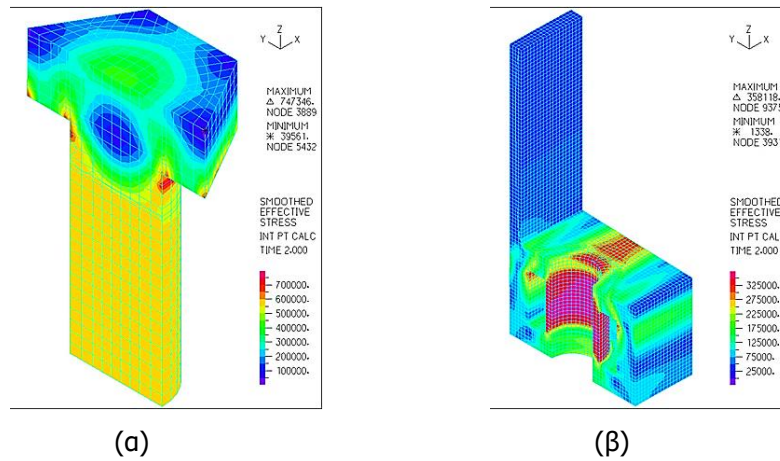 Z
Y X
MAXIMUM
Δ 747346.
NODE 3889
MINIMUM
* 39561.
NODE 5432
SMOOTHED
EFFECTIVE
STRESS
INT PT CALC
TIME 2.000
700000.
600000.
500000.
400000.
300000.
200000.
100000.
(α)
Z
Y X
MAXIMUM
Δ 358118.
NODE 9375
MINIMUM
* 1338.
NODE 393
SMOOTHED
EFFECTIVE
STRESS
INT PT CAL
TIME 2.000
325000.
275000.
225000.
175000.
125000.
75000.
25000.
(β)